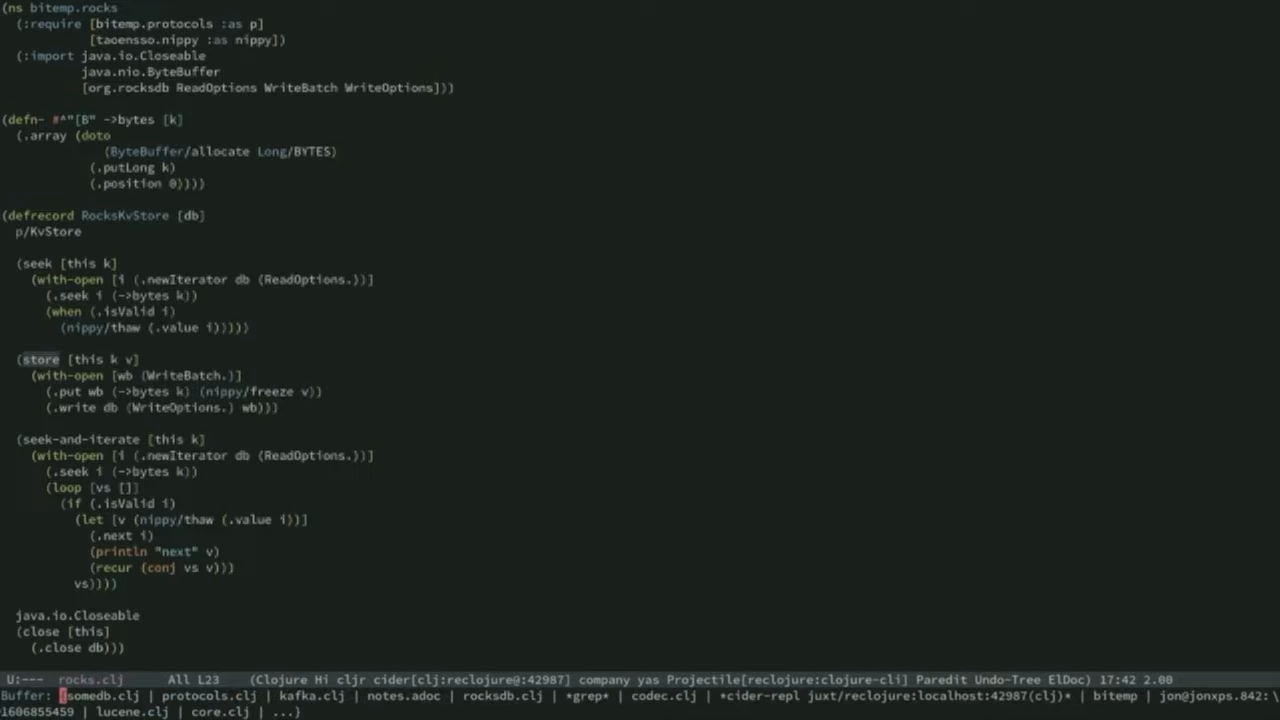 (ns bitemp.rocks
  (:require [bitemp.protocols :as p]
            [taoensso.nippy :as nippy])
  (:import java.io.Closeable
           java.nio.ByteBuffer
           [org.rocksdb ReadOptions WriteBatch WriteOptions]))
(defn- #^"[B" ->bytes [k]
  (.array (doto
              (ByteBuffer/allocate Long/BYTES)
            (.putLong k)
            (.position 0))))
(defrecord RocksKvStore [db]
  p/KvStore
  (seek [this k]
    (with-open [i (.newIterator db (ReadOptions.))]
      (.seek i (->bytes k))
      (when (.isValid i)
        (nippy/thaw (.value i)))))
  (store [this k v]
    (with-open [wb (WriteBatch.)]
      (.put wb (->bytes k) (nippy/freeze v))
      (.write db (WriteOptions.) wb)))
  (seek-and-iterate [this k]
    (with-open [i (.newIterator db (ReadOptions.))]
      (.seek i (->bytes k))
      (loop [vs []]
        (if (.isValid i)
          (let [v (nippy/thaw (.value i))]
            (.next i)
            (println "next" v)
            (recur (conj vs v)))
          vs))))
  java.io.Closeable
  (close [this]
    (.close db)))
U:---  rocks.clj      All L23    (Clojure Hi cljr cider[clj:reclojure@:42987] company yas Projectile[reclojure:reclojure-clj] Paredit Undo-Tree ElDoc) 17:42 2.00
Buffer: {somedb.clj | protocols.clj | kafka.clj | notes.adoc | rocksdb.clj | *grep* | codec.clj | *cider-repl juxt/reclojure:localhost:42987(clj)* | bitemp | jon@jonxps.842:\
1606855459 | lucene.clj | core.clj | ...}